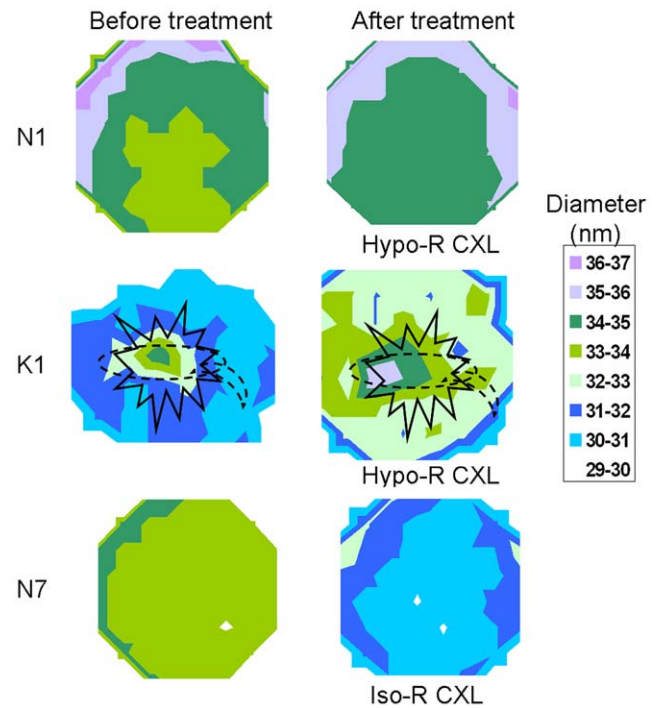 Before treatment
After treatment
N1
Hypo-R CXL
K1
Hypo-R CXL
N7
Iso-R CXL
Diameter
(nm)
36-37
35-36
34-35
33-34
32-33
31-32
30-31
29-30